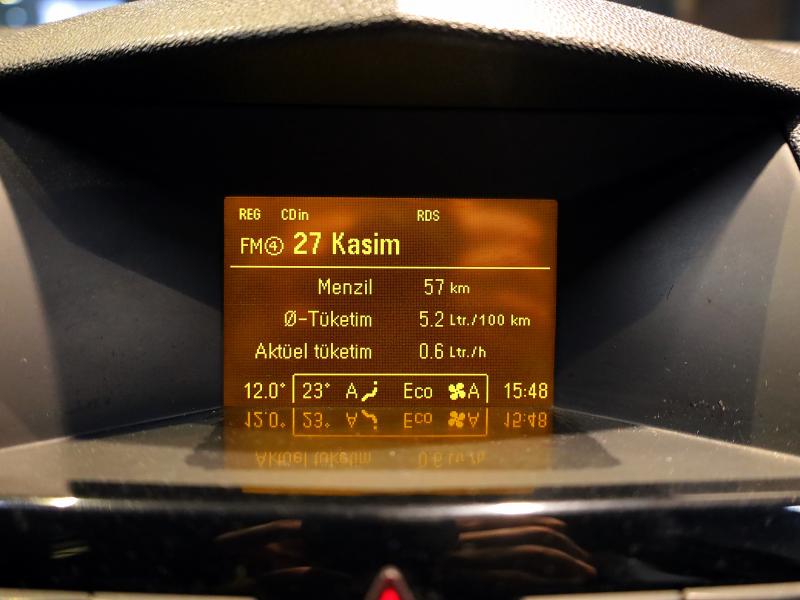 REG CDin RDS
FM④ 27 Kasim
Menzil 57 km
Ø-Tüketim 5.2 Ltr./100 km
Aktüel tüketim 0.6 Ltr./h
12.0° 23° A Eco A 15:48